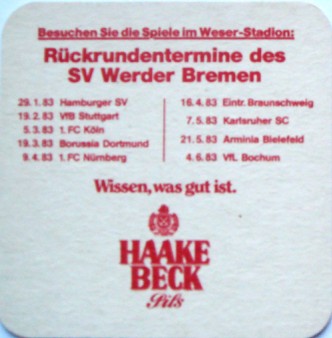 Besuchen Sie die Spiele im Weser-Stadion:
Rückrundentermine des
SV Werder Bremen
29.1.83 Hamburger SV
19.2.83 VfB Stuttgart
5.3.83 1.FC Köln
19.3.83 Borussia Dortmund
9.4.83 1.FC Nürnberg
16.4.83 Eintr. Braunschweig
7.5.83 Karlsruher SC
21.5.83 Arminia Bielefeld
4.6.83 VfL Bochum
Wissen, was gut ist.
HAAKE
BECK
Pils